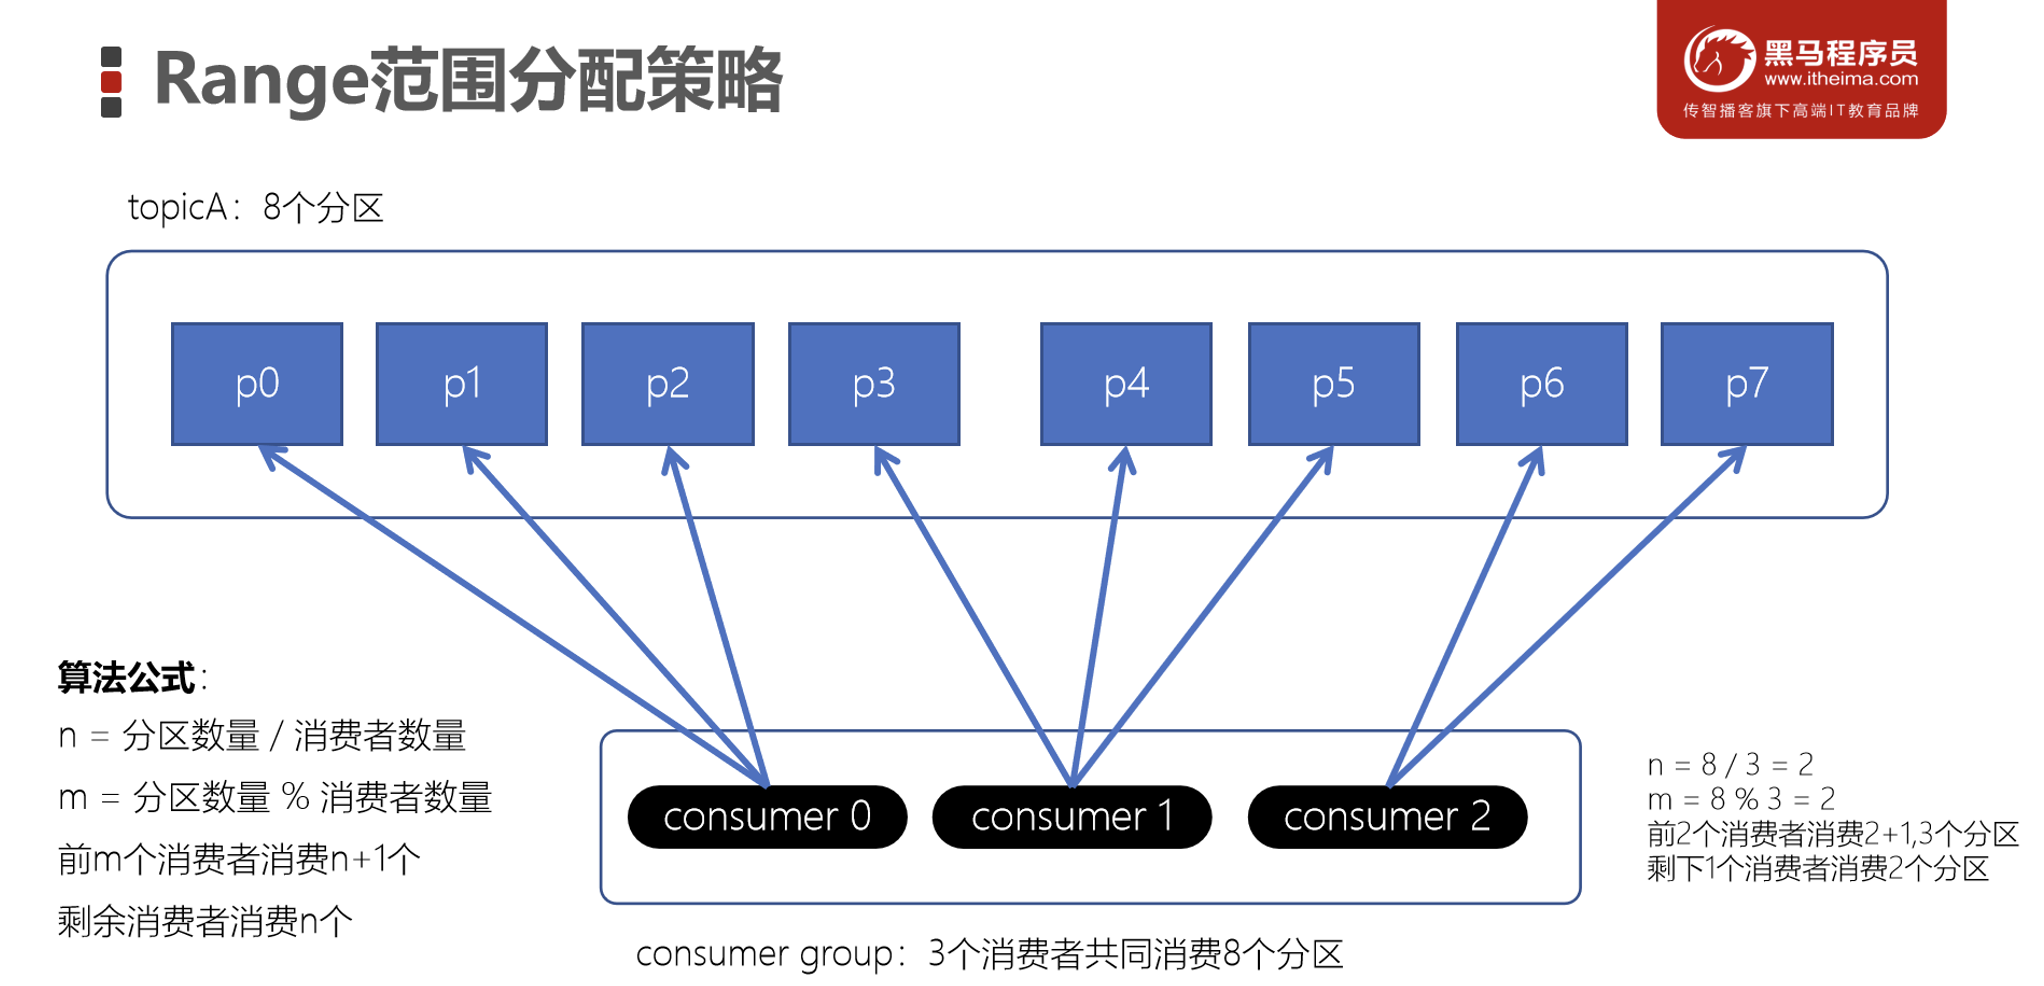 Range范围分配策略
黑马程序员
www.itheima.com
传智播客旗下高端IT教育品牌
topicA：8个分区
p0 p1 p2 p3 p4 p5 p6 p7
算法公式：
n = 分区数量 / 消费者数量
m = 分区数量 % 消费者数量
前m个消费者消费n+1个
剩余消费者消费n个
consumer 0 consumer 1 consumer 2
consumer group：3个消费者共同消费8个分区
n = 8 / 3 = 2
m = 8 % 3 = 2
前2个消费者消费2+1,3个分区
剩下1个消费者消费2个分区